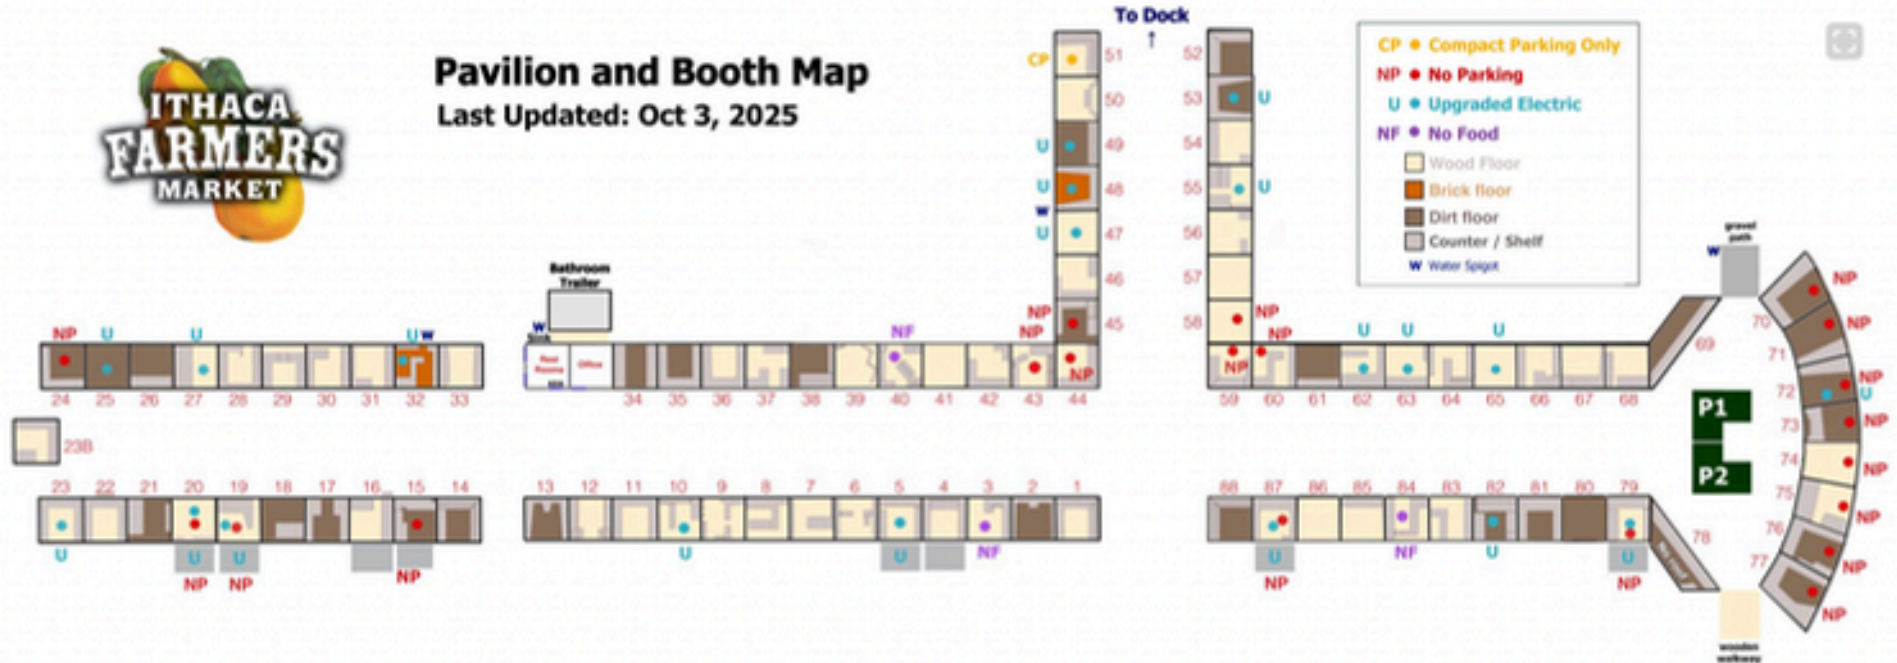 ITHACA
FARMERS
MARKET
Pavilion and Booth Map
Last Updated: Oct 3, 2025
To Dock
↑
CP Compact Parking Only
NP No Parking
U Upgraded Electric
NF No Food
Wood Floor
Brick floor
Dirt floor
Counter / Shelf
W Water Spigot
CP 51
50
U 49
U 48
W
U 47
46
NP 45
NP
52
53 U
54
55 U
56
57
58 NP
NP
Bathroom
Trailer
W
Sink
Rest
Rooms
Office
NP U U U W
24 25 26 27 28 29 30 31 32 33
NF
NP
34 35 36 37 38 39 40 41 42 43 44
NP
U U U
59 60 61 62 63 64 65 66 67 68
23B
23 22 21 20 19 18 17 16 15 14
U U U
NP NP NP
13 12 11 10 9 8 7 6 5 4 3 2 1
U U NF
88 87 86 85 84 83 82 81 80 79
U NF U U
NP NP
gravel
path
W
69
70 NP
71 NP
72 NP
U
73 NP
74 NP
75 NP
76 NP
77 NP
78
P1
P2
wooden
walkway